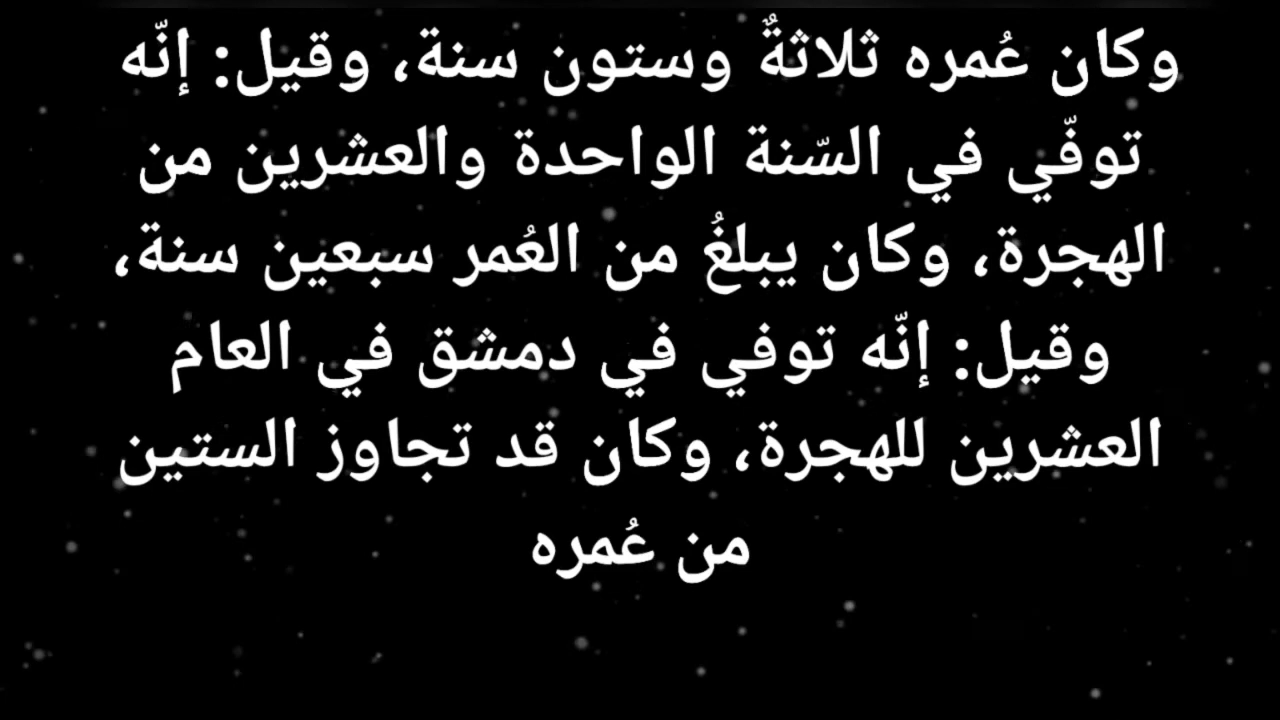 وكان عُمره ثلاثةٌ وستون سنة، وقيل: إنّه
توفّي في السّنة الواحدة والعشرين من
الهجرة، وكان يبلغُ من العُمر سبعين سنة،
وقيل: إنّه توفي في دمشق في العام
العشرين للهجرة، وكان قد تجاوز الستين
من عُمره